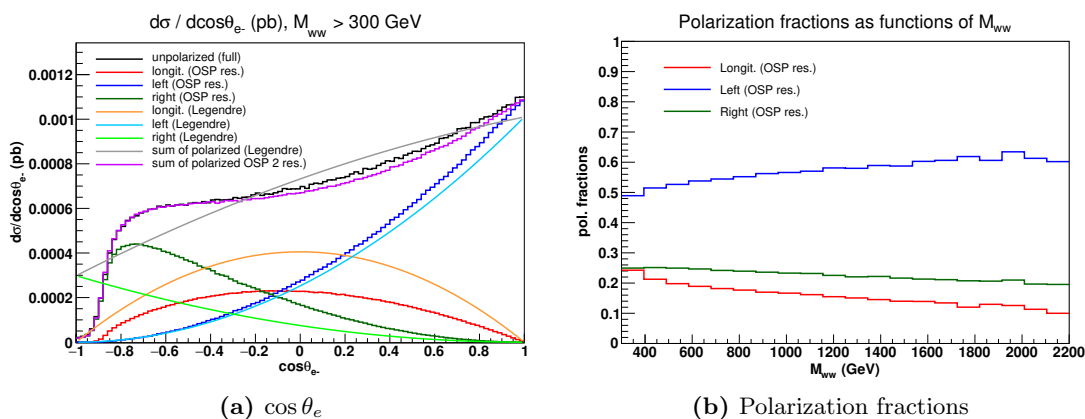 dσ / dcosθe- (pb), Mww > 300 GeV
dσ/dcosθe- (pb)
0.0012
0.001
0.0008
0.0006
0.0004
0.0002
0
unpolarized (full)
longit. (OSP res.)
left (OSP res.)
right (OSP res.)
longit. (Legendre)
left (Legendre)
right (Legendre)
sum of polarized (Legendre)
sum of polarized OSP 2 res.)
−1 −0.8 −0.6 −0.4 −0.2 0 0.2 0.4 0.6 0.8 1
cosθe-
(a) cos θe
Polarization fractions as functions of Mww
pol. fractions
1
0.9
0.8
0.7
0.6
0.5
0.4
0.3
0.2
0.1
0
Longit. (OSP res.)
Left (OSP res.)
Right (OSP res.)
400 600 800 1000 1200 1400 1600 1800 2000 2200
Mww (GeV)
(b) Polarization fractions